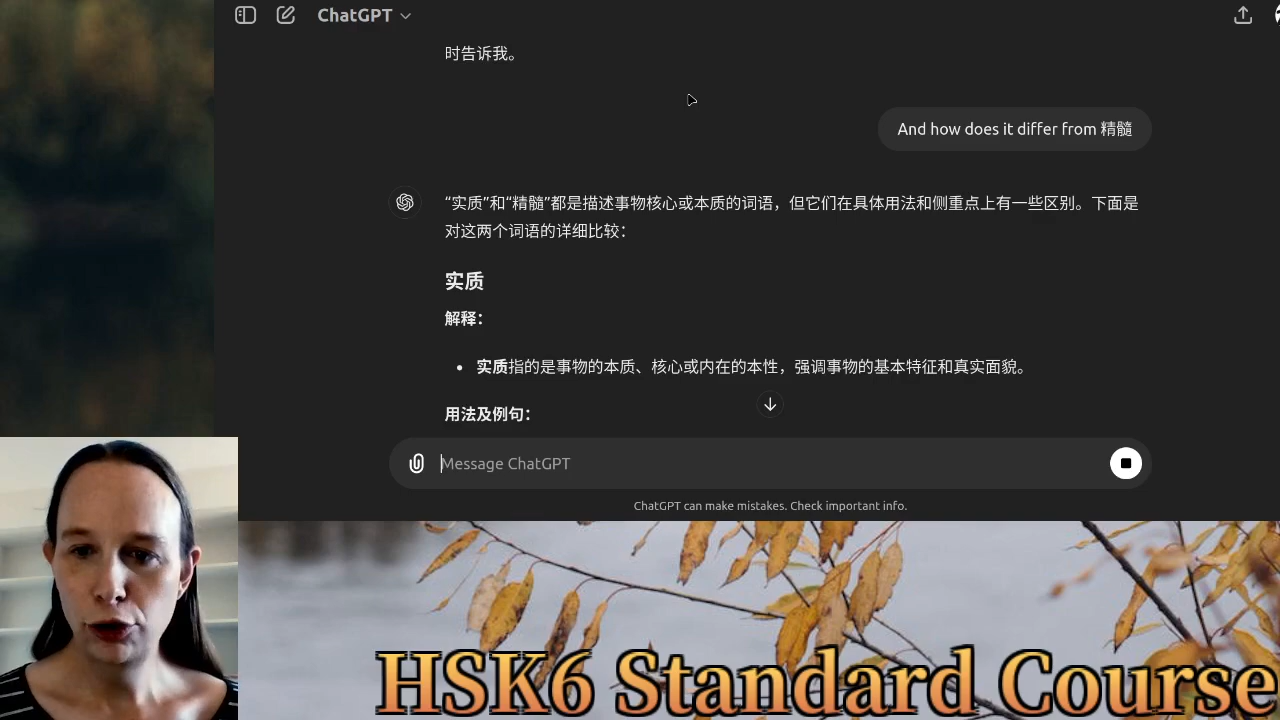 ChatGPT
时告诉我。
And how does it differ from 精髓
“实质”和“精髓”都是描述事物核心或本质的词语，但它们在具体用法和侧重点上有一些区别。下面是
对这两个词语的详细比较：
实质
解释：
• 实质指的是事物的本质、核心或内在的本性，强调事物的基本特征和真实面貌。
用法及例句：
Message ChatGPT
ChatGPT can make mistakes. Check important info.
HSK6 Standard Course